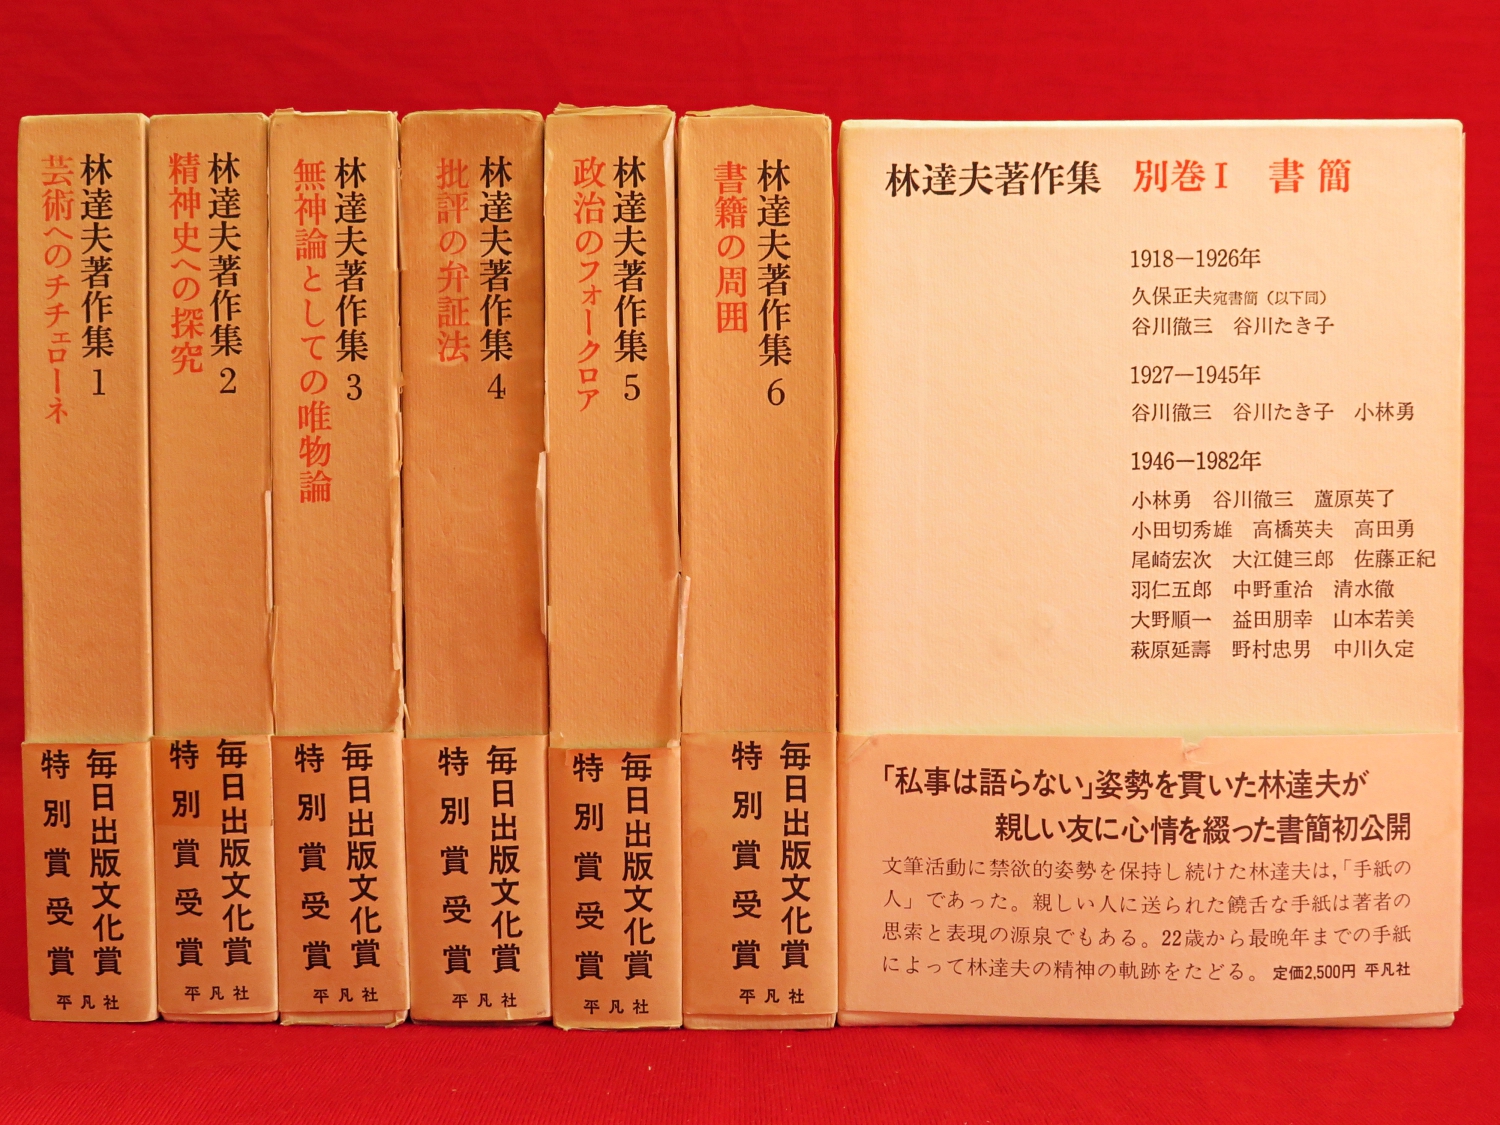 林達夫著作集 1
芸術へのチチェローネ
毎日出版文化賞
特別賞受賞
平凡社
林達夫著作集 2
精神史への探究
毎日出版文化賞
特別賞受賞
平凡社
林達夫著作集 3
無神論としての唯物論
毎日出版文化賞
特別賞受賞
平凡社
林達夫著作集 4
批評の弁証法
毎日出版文化賞
特別賞受賞
平凡社
林達夫著作集 5
政治のフォークロア
毎日出版文化賞
特別賞受賞
平凡社
林達夫著作集 6
書籍の周囲
毎日出版文化賞
特別賞受賞
平凡社
林達夫著作集 別巻I 書簡
1918—1926年
久保正夫宛書簡（以下同）
谷川徹三 谷川たき子
1927—1945年
谷川徹三 谷川たき子 小林勇
1946—1982年
小林勇 谷川徹三 蘆原英了
小田切秀雄 高橋英夫 高田勇
尾崎宏次 大江健三郎 佐藤正紀
羽仁五郎 中野重治 清水徹
大野順一 益田朋幸 山本若美
萩原延壽 野村忠男 中川久定
「私事は語らない」姿勢を貫いた林達夫が
親しい友に心情を綴った書簡初公開
文筆活動に禁欲的姿勢を保持し続けた林達夫は，「手紙の
人」であった。親しい人に送られた饒舌な手紙は著者の
思索と表現の源泉でもある。22歳から最晩年までの手紙
によって林達夫の精神の軌跡をたどる。 定価2,500円 平凡社